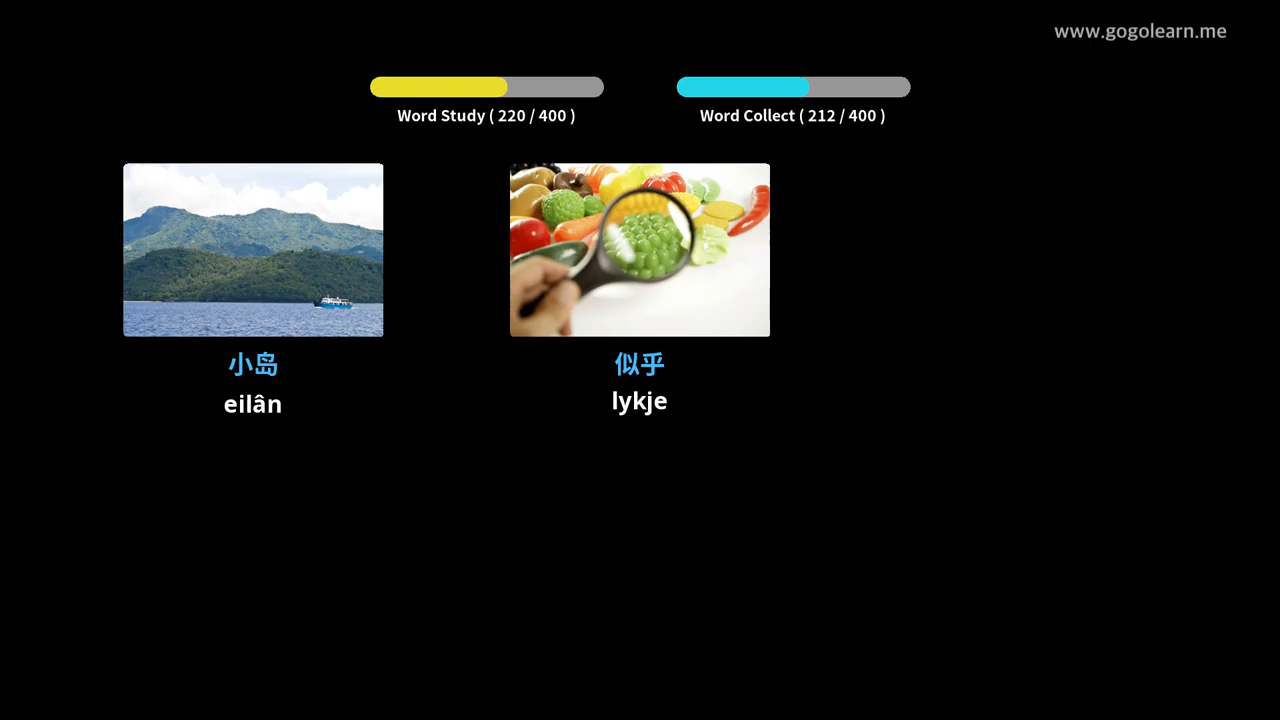 www.gogolearn.me
Word Study ( 220 / 400 )
Word Collect ( 212 / 400 )
小岛
eilân
似乎
lykje